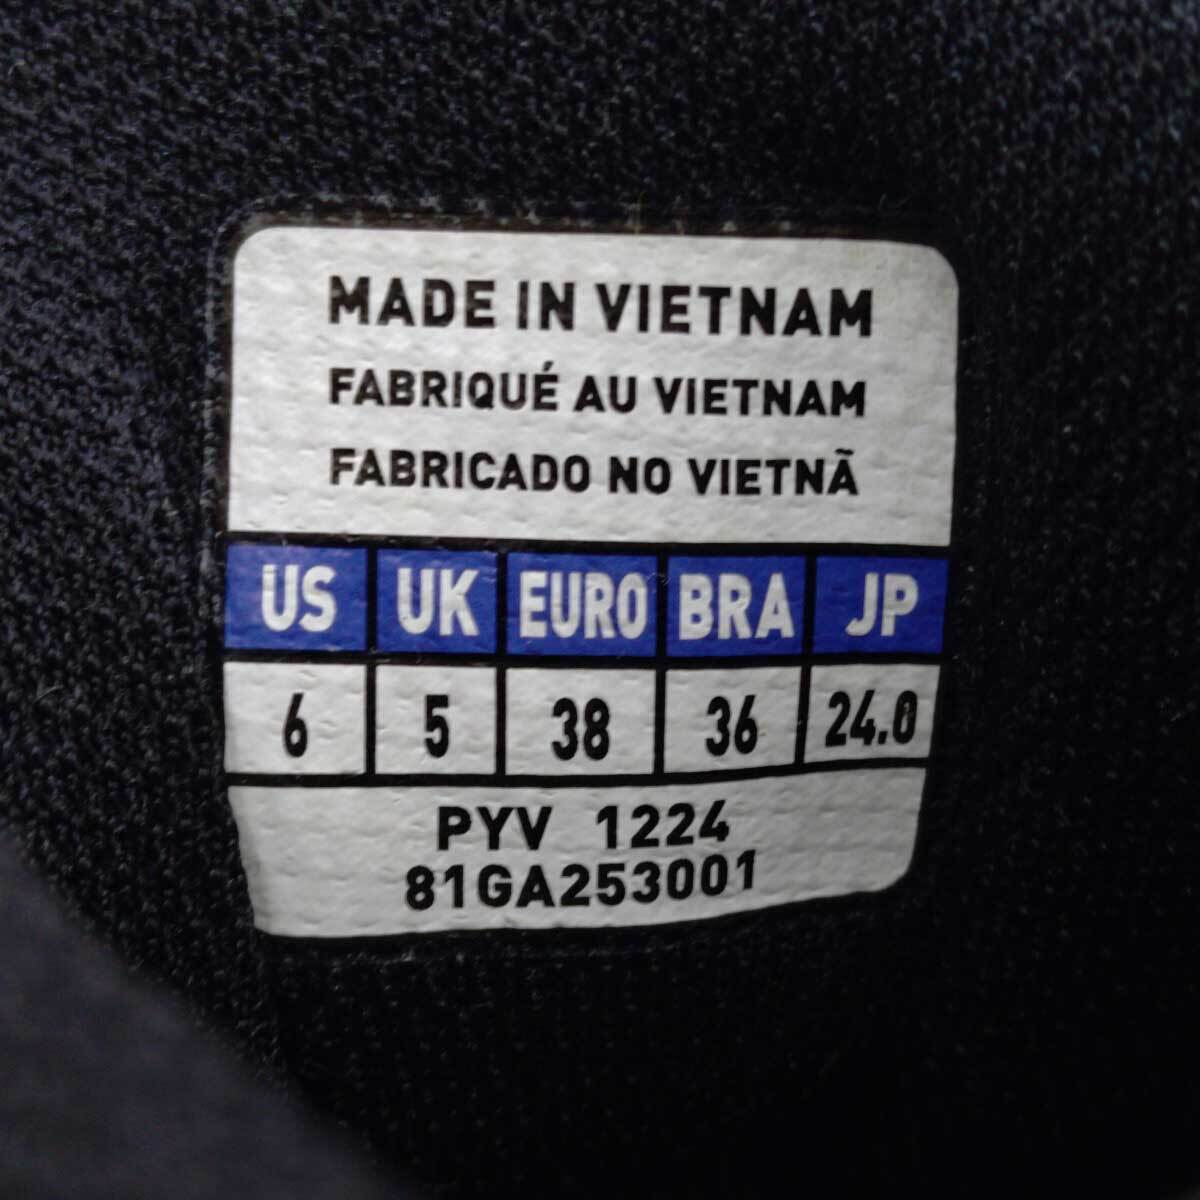 MADE IN VIETNAM
FABRIQUÉ AU VIETNAM
FABRICADO NO VIETNÃ
US UK EURO BRA JP
6 5 38 36 24.0
PYV 1224
81GA253001